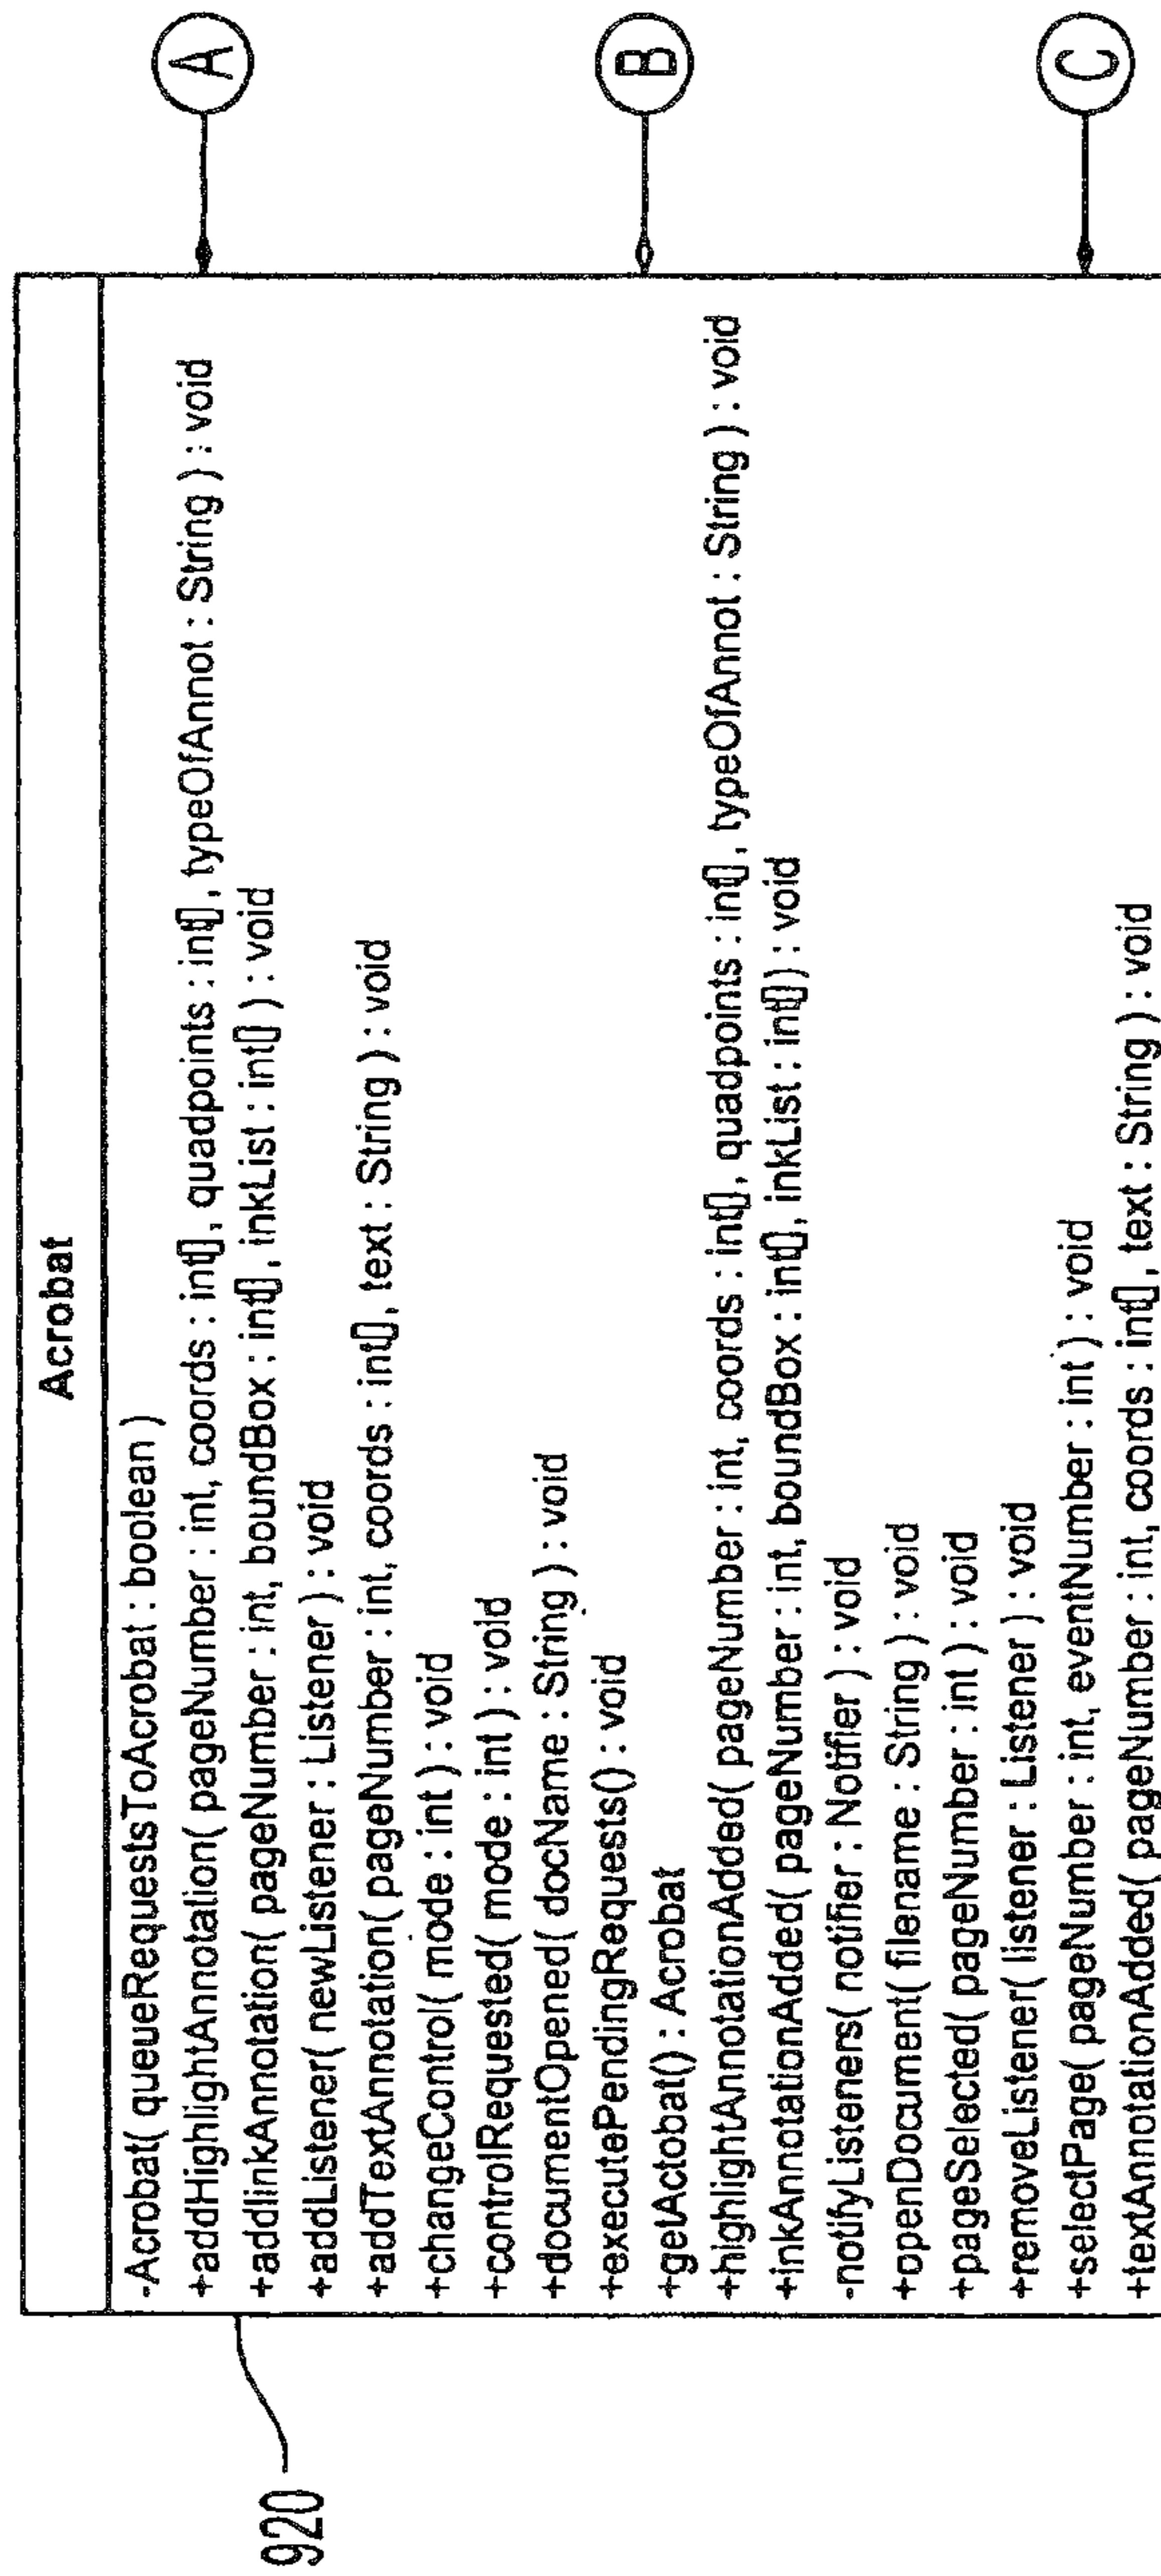 Acrobat
-Acrobat( queueRequestsToAcrobat : boolean )
+addHighlightAnnotation( pageNumber : int, coords : int[], quadpoints : int[], typeOfAnnot : String ) : void
+addInkAnnotation( pageNumber : int, boundBox : int[], inkList : int[] ) : void
+addListener( newListener : Listener ) : void
+addTextAnnotation( pageNumber : int, coords : int[], text : String ) : void
+changeControl( mode : int ) : void
+controlRequested( mode : int ) : void
+documentOpened( docName : String ) : void
+executePendingRequests() : void
+getActobat() : Acrobat
+highlightAnnotationAdded( pageNumber : int, coords : int[], quadpoints : int[], typeOfAnnot : String ) : void
+inkAnnotationAdded( pageNumber : int, boundBox : int[], inkList : int[]) : void
-notifyListeners( notifier : Notifier ) : void
+openDocument( filename : String ) : void
+pageSelected( pageNumber : int ) : void
+removeListener( listener : Listener ) : void
+selectPage( pageNumber : int, eventNumber : int ) : void
+textAnnotationAdded( pageNumber : int, coords : int[], text : String ) : void
920
A
B
C